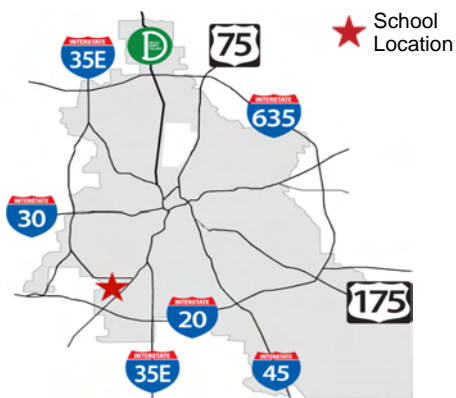 School
Location
INTERSTATE
35E
D
75
INTERSTATE
635
INTERSTATE
30
175
INTERSTATE
20
INTERSTATE
35E
INTERSTATE
45